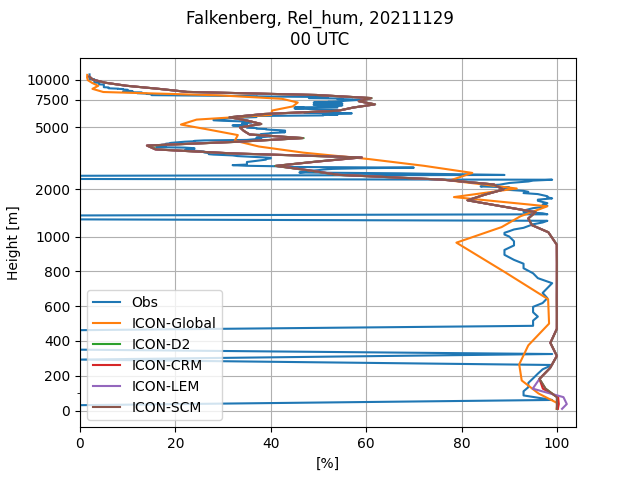 Falkenberg, Rel_hum, 20211129
00 UTC
10000
7500
5000
2000
1000
800
600
400
200
0
Height [m]
Obs
ICON-Global
ICON-D2
ICON-CRM
ICON-LEM
ICON-SCM
0 20 40 60 80 100
[%]